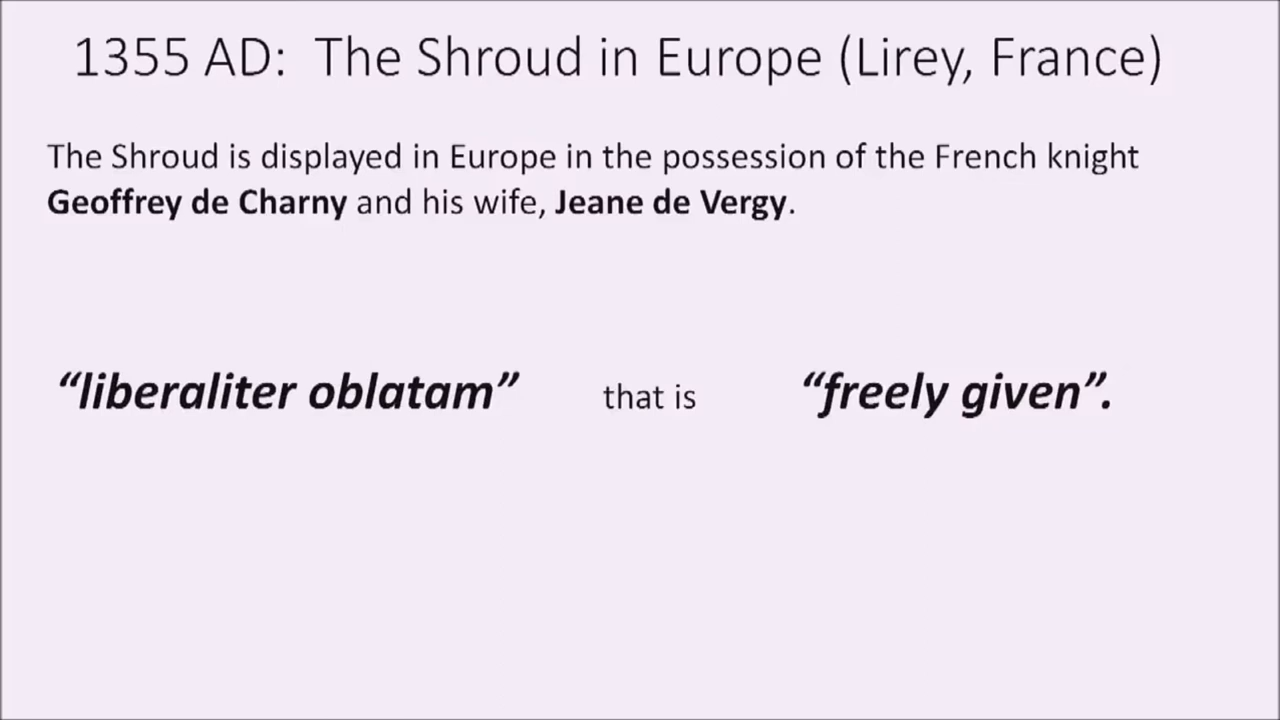 1355 AD: The Shroud in Europe (Lirey, France)
The Shroud is displayed in Europe in the possession of the French knight
Geoffrey de Charny and his wife, Jeane de Vergy.
“liberaliter oblatam” that is “freely given”.